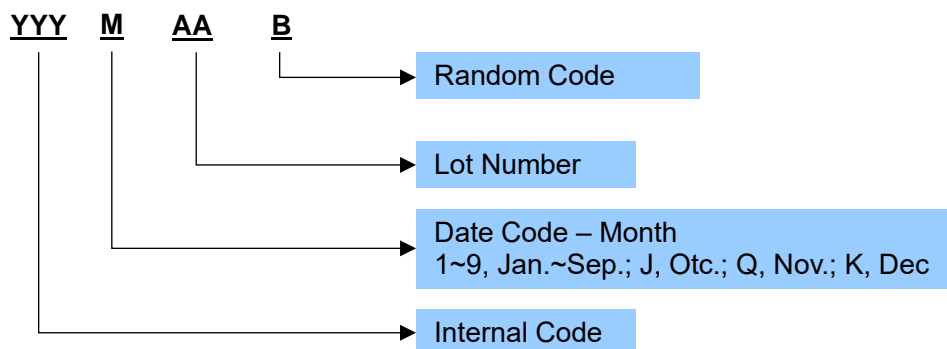 YYY M AA B
Random Code
Lot Number
Date Code – Month
1~9, Jan.~Sep.; J, Otc.; Q, Nov.; K, Dec
Internal Code